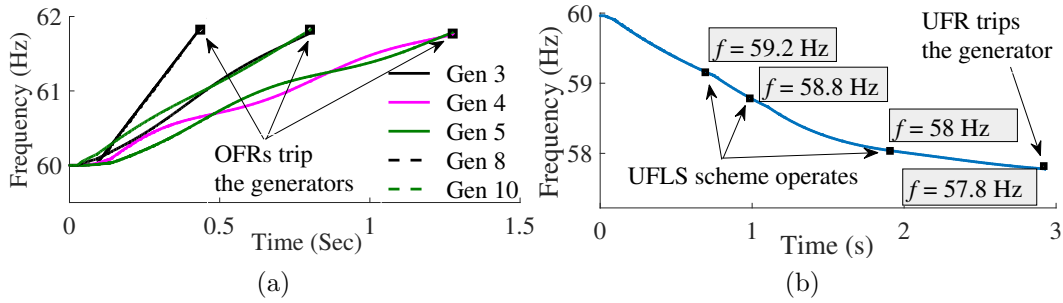 62
61
60
Frequency (Hz)
0
0.5
1
1.5
Time (Sec)
OFRs trip
the generators
Gen 3
Gen 4
Gen 5
Gen 8
Gen 10
(a)
60
59
58
Frequency (Hz)
0
1
2
3
Time (s)
f = 59.2 Hz
f = 58.8 Hz
f = 58 Hz
f = 57.8 Hz
UFR trips
the generator
UFLS scheme operates
(b)